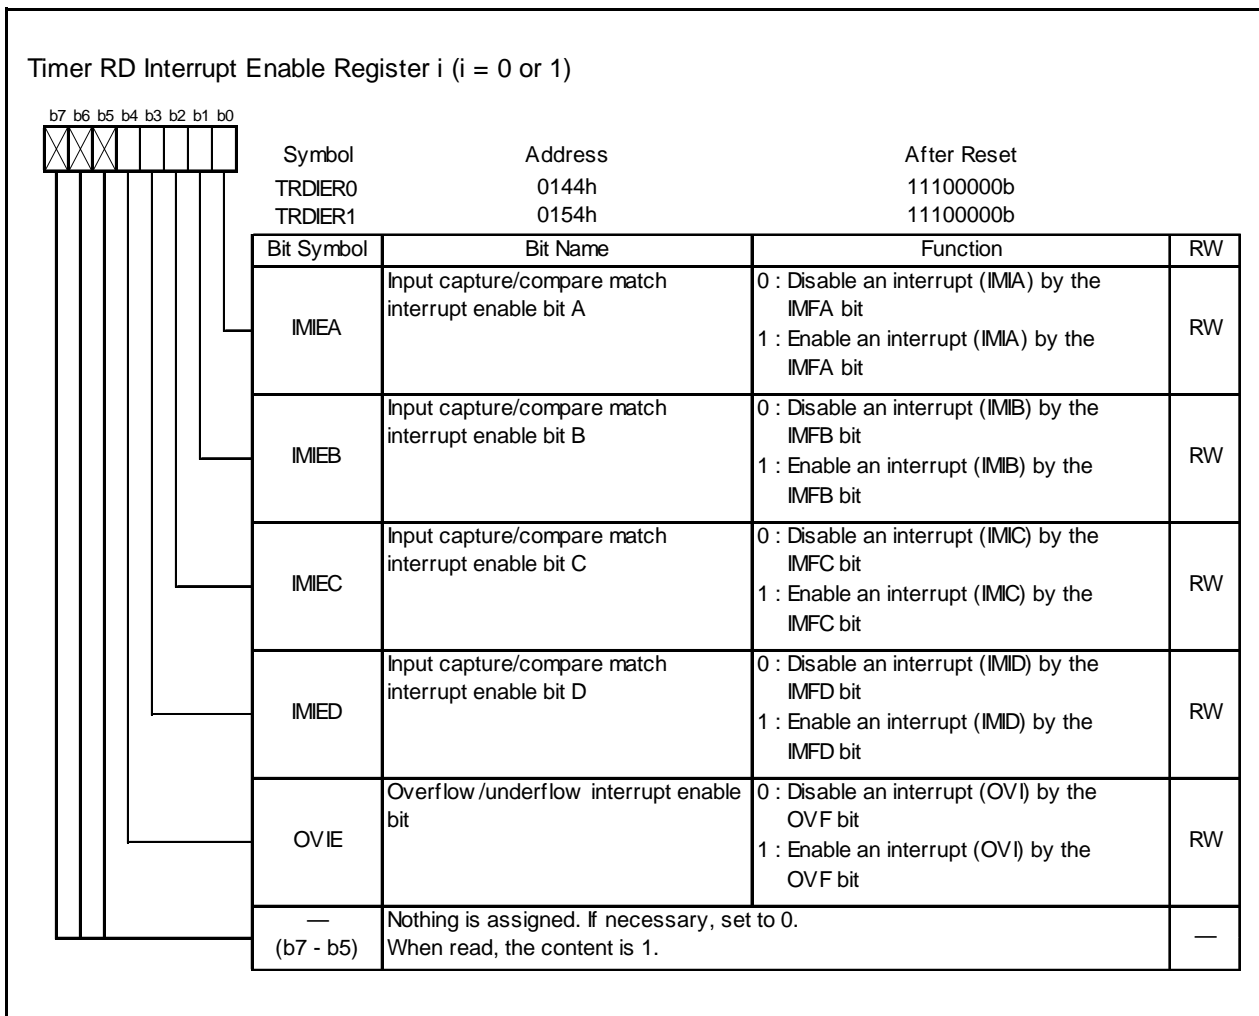 Timer RD Interrupt Enable Register i (i = 0 or 1)
b7 b6 b5 b4 b3 b2 b1 b0
Symbol Address After Reset
TRDIER0 0144h 11100000b
TRDIER1 0154h 11100000b
Bit Symbol Bit Name Function RW
IMIEA
Input capture/compare match
interrupt enable bit A
0 : Disable an interrupt (IMIA) by the
IMFA bit
1 : Enable an interrupt (IMIA) by the
IMFA bit
RW
IMIEB
Input capture/compare match
interrupt enable bit B
0 : Disable an interrupt (IMIB) by the
IMFB bit
1 : Enable an interrupt (IMIB) by the
IMFB bit
RW
IMIEC
Input capture/compare match
interrupt enable bit C
0 : Disable an interrupt (IMIC) by the
IMFC bit
1 : Enable an interrupt (IMIC) by the
IMFC bit
RW
IMIED
Input capture/compare match
interrupt enable bit D
0 : Disable an interrupt (IMID) by the
IMFD bit
1 : Enable an interrupt (IMID) by the
IMFD bit
RW
OVIE
Overflow/underflow interrupt enable
bit
0 : Disable an interrupt (OVI) by the
OVF bit
1 : Enable an interrupt (OVI) by the
OVF bit
RW
—
(b7 - b5)
Nothing is assigned. If necessary, set to 0.
When read, the content is 1.
—